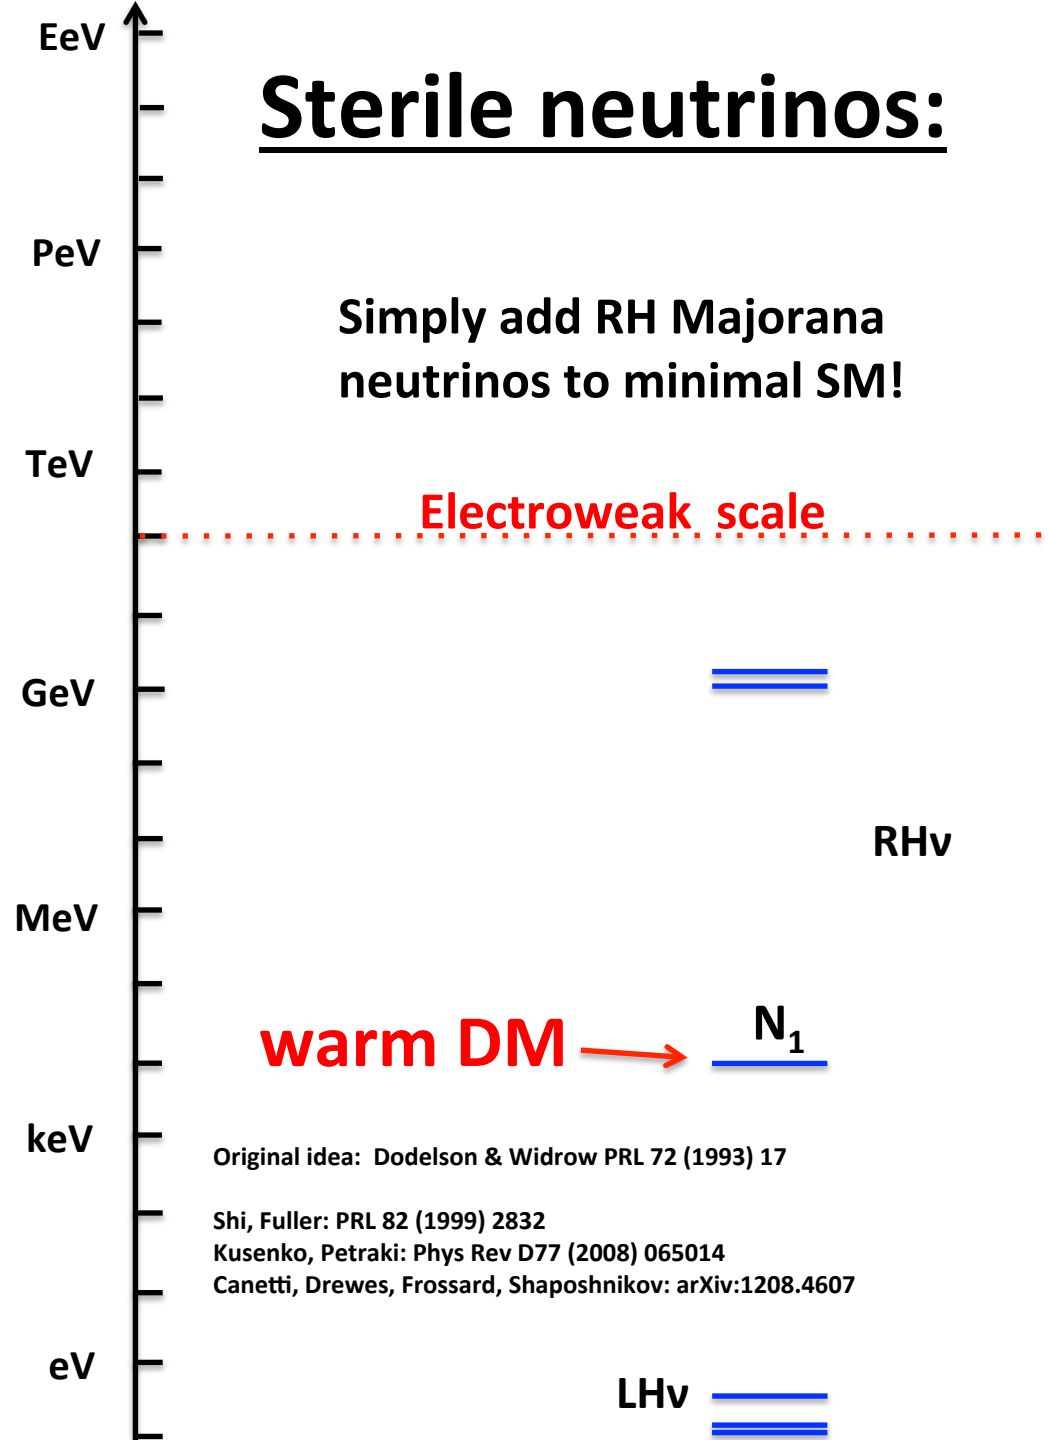 EeV
Sterile neutrinos:
PeV
Simply add RH Majorana
neutrinos to minimal SM!
TeV
Electroweak scale
GeV
RHν
MeV
N₁
warm DM
keV
Original idea: Dodelson & Widrow PRL 72 (1993) 17
Shi, Fuller: PRL 82 (1999) 2832
Kusenko, Petraki: Phys Rev D77 (2008) 065014
Canetti, Drewes, Frossard, Shaposhnikov: arXiv:1208.4607
eV
LHν